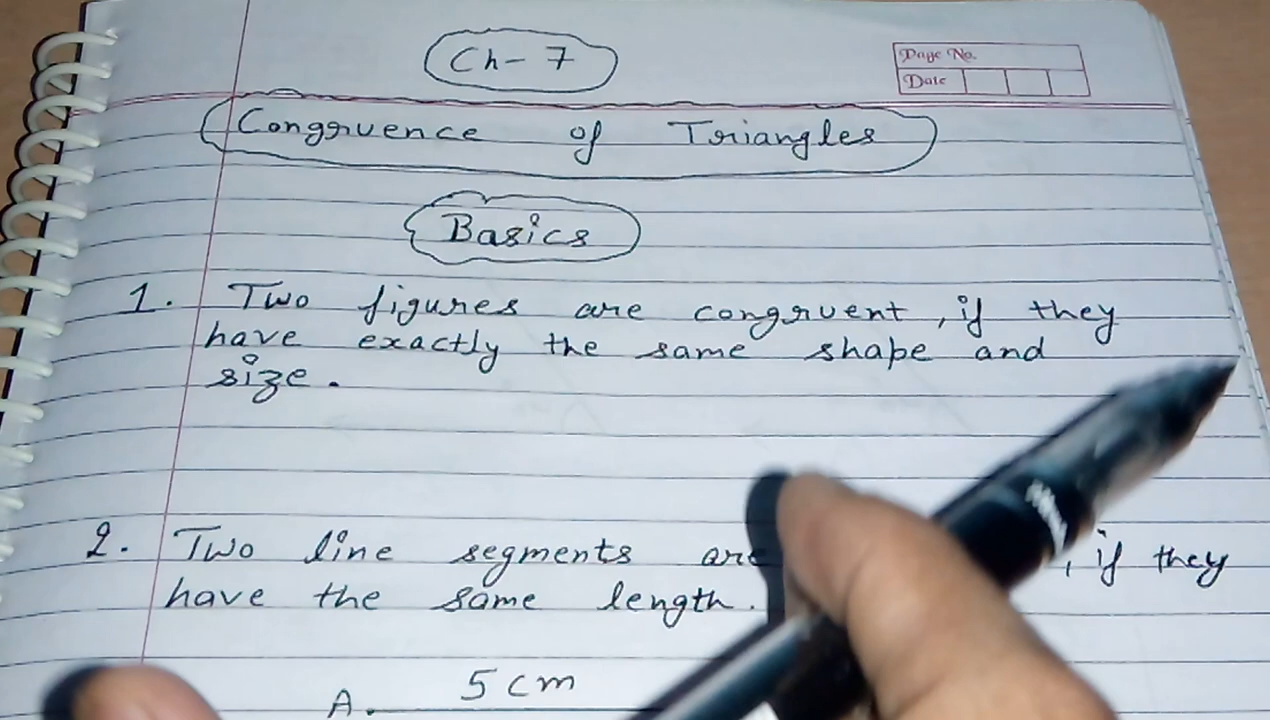 Ch-7
Page No.
Date
Congruence of Triangles
Basics
1. Two figures are congruent, if they
have exactly the same shape and
size.
2. Two line segments are , if they
have the same length.
5 cm
A.